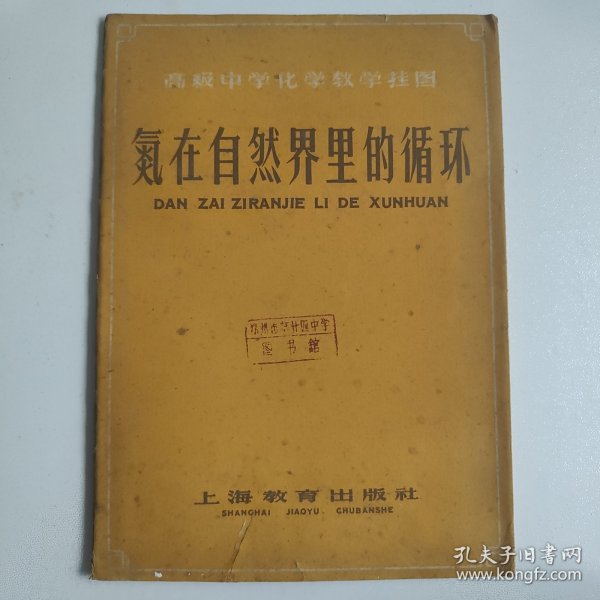 高级中学化学教学挂图
氮在自然界里的循环
DAN ZAI ZIRANJIE LI DE XUNHUAN
图书館
上海教育出版社
SHANGHAI JIAOYU CHUBANSHE
孔夫子旧书网
www.kongfz.com